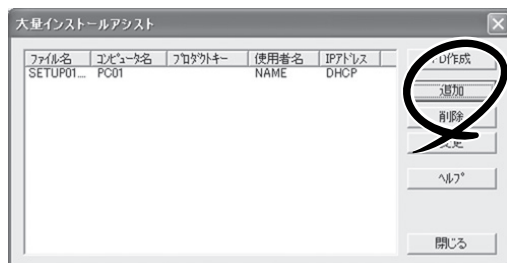 大量インストールアシスト
ファイル名 コンピュータ名 プロダクトキー 使用者名 IPアドレス
SETUP01... PC01 NAME DHCP
FD作成
追加
削除
変更
ヘルプ
閉じる